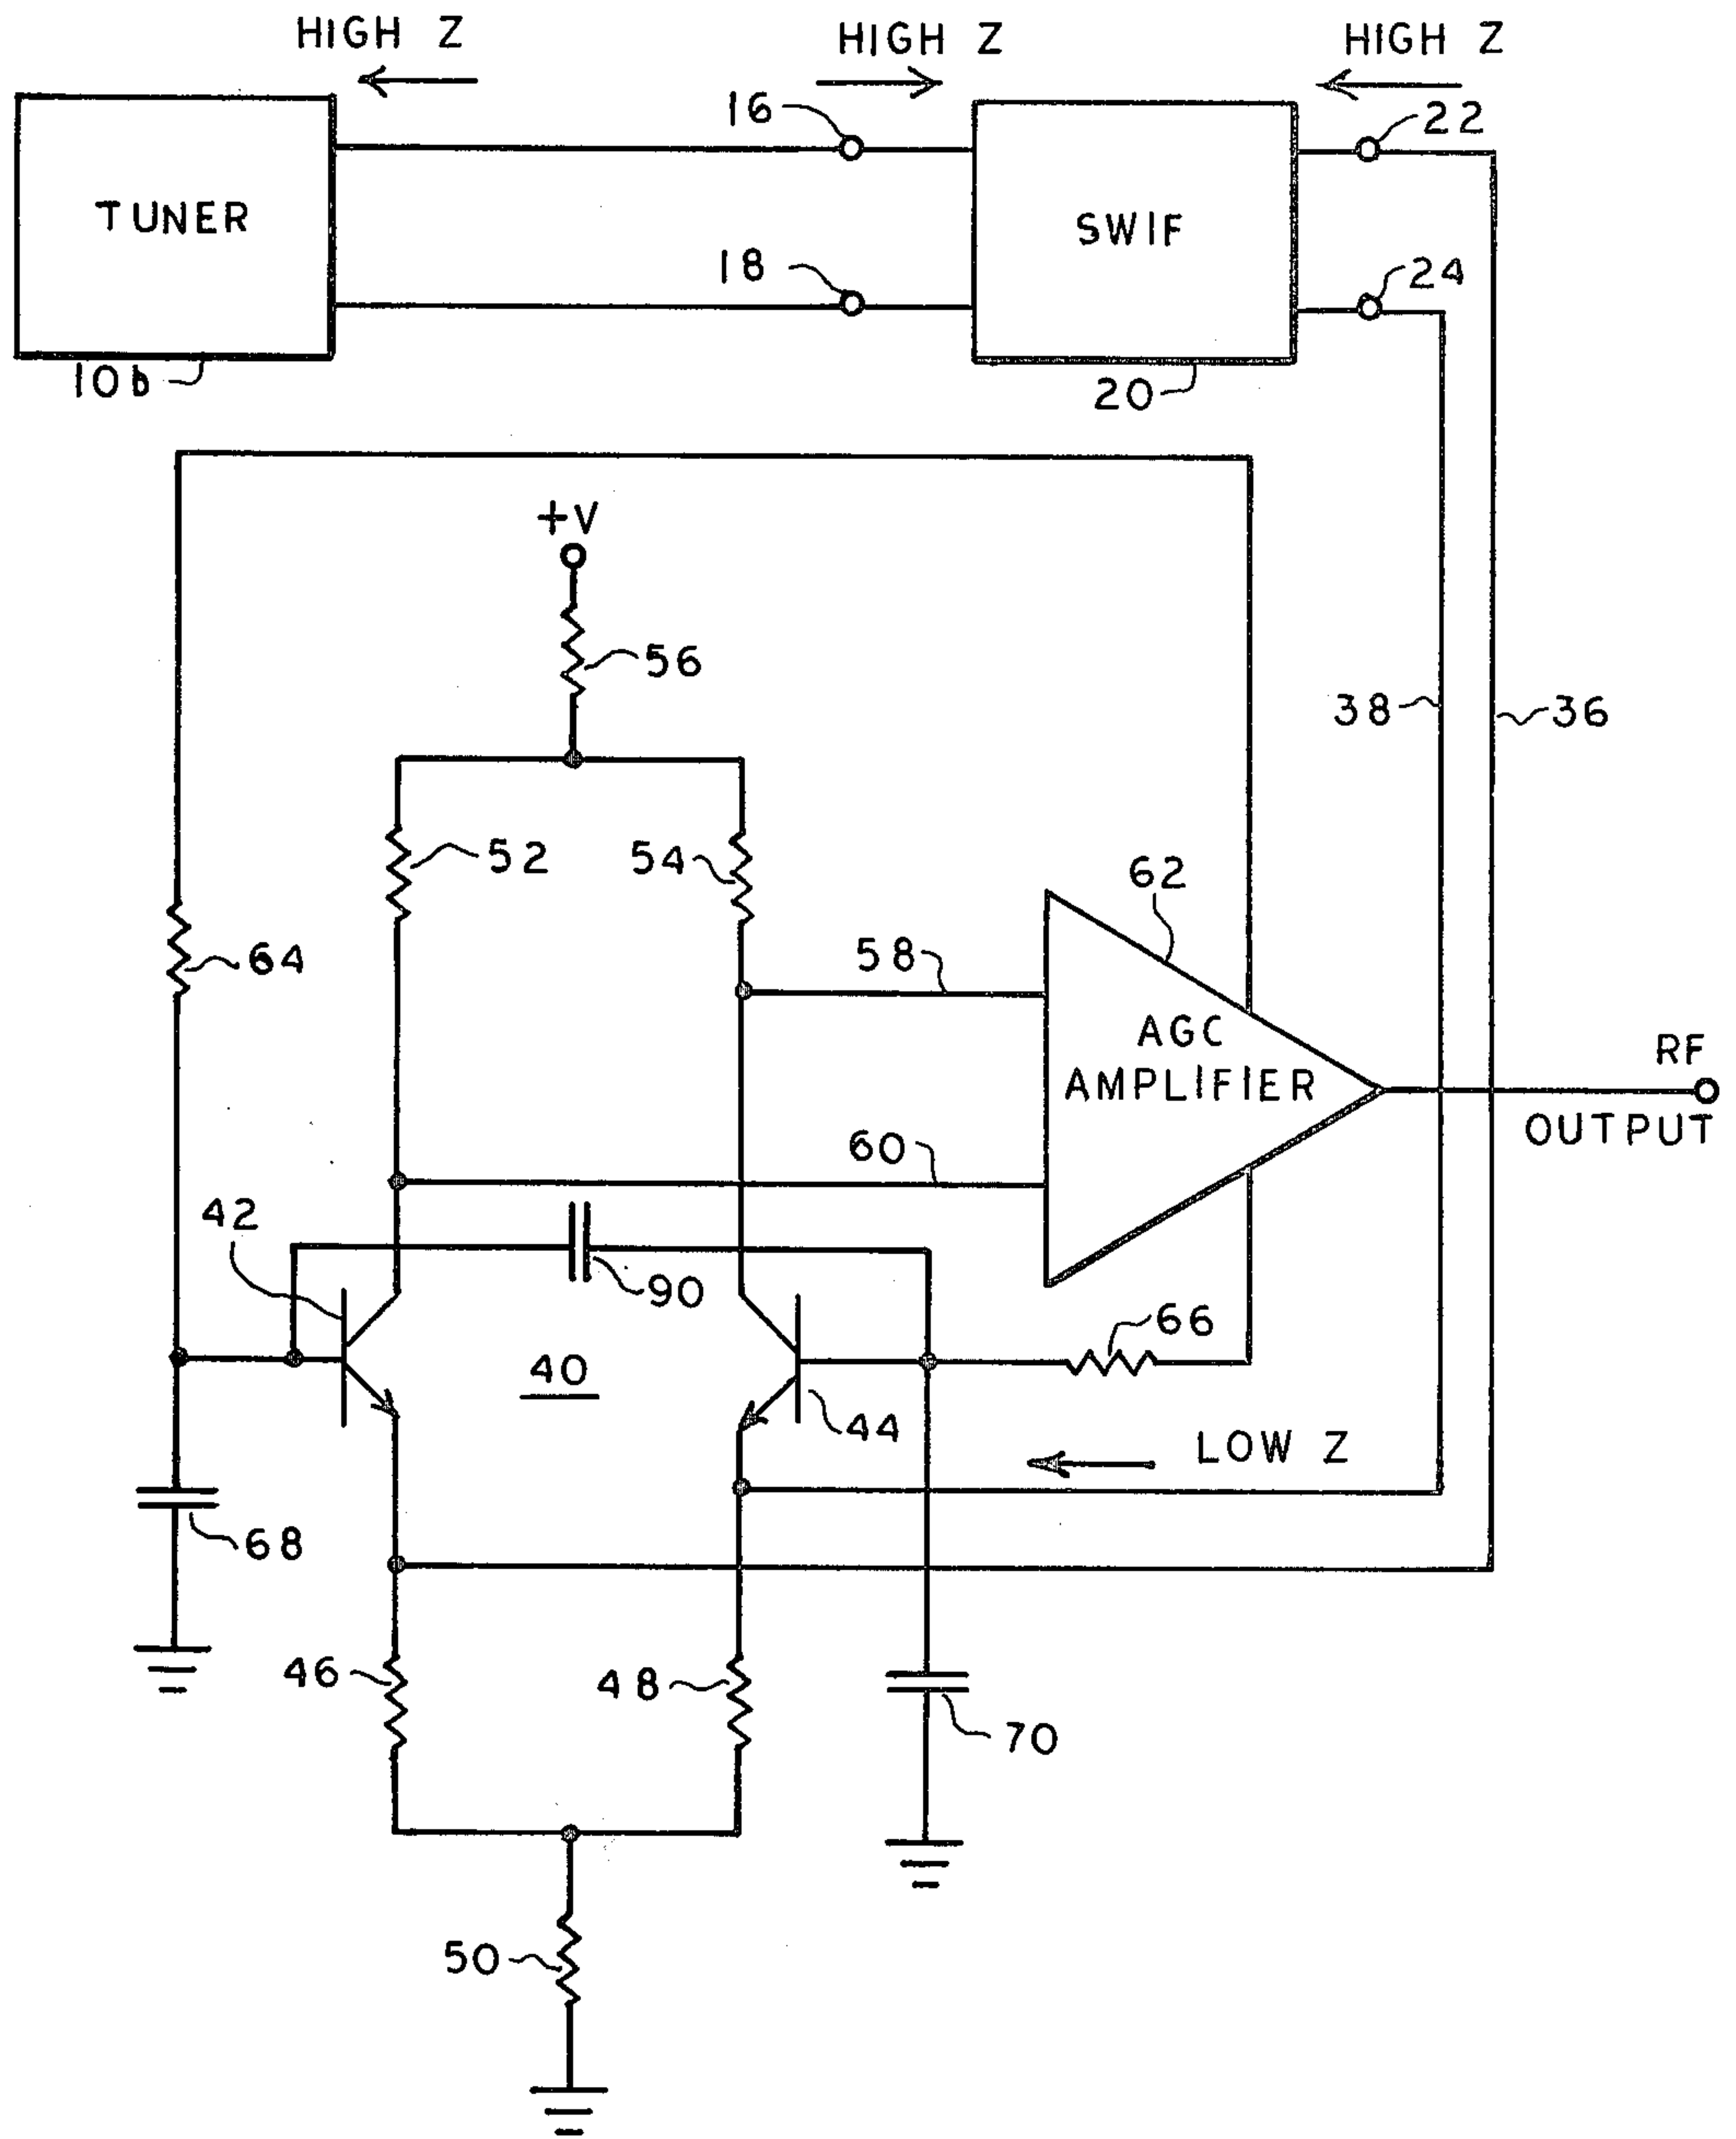 HIGH Z
HIGH Z
HIGH Z
16
22
TUNER
SWIF
18
24
10b
20
+V
56
38
36
52
54
62
64
58
AGC
AMPLIFIER
RF
OUTPUT
60
42
90
66
40
44
LOW Z
68
46
48
70
50